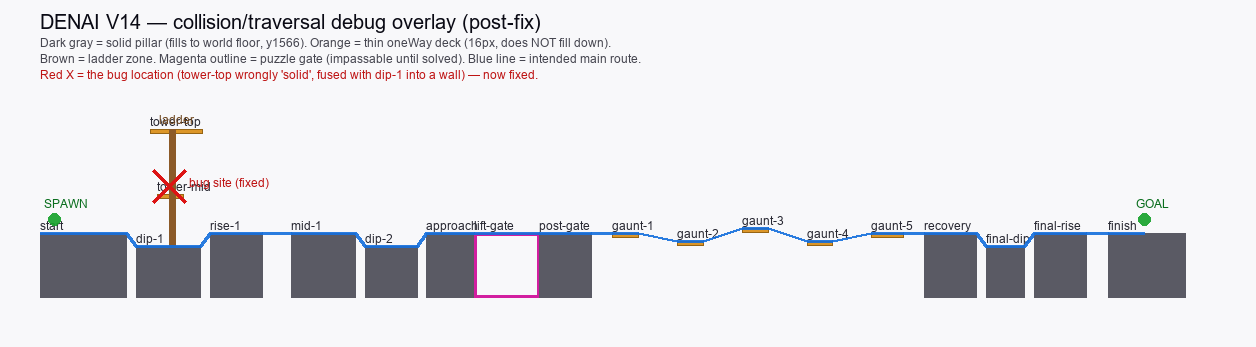 DENAI V14 — collision/traversal debug overlay (post-fix)
Dark gray = solid pillar (fills to world floor, y1566). Orange = thin oneWay deck (16px, does NOT fill down).
Brown = ladder zone. Magenta outline = puzzle gate (impassable until solved). Blue line = intended main route.
Red X = the bug location (tower-top wrongly 'solid', fused with dip-1 into a wall) — now fixed.
ladder
tower-top
bug site (fixed)
tower-mid
SPAWN
GOAL
start
dip-1
rise-1
mid-1
dip-2
approach
lift-gate
post-gate
gaunt-1
gaunt-2
gaunt-3
gaunt-4
gaunt-5
recovery
final-dip
final-rise
finish